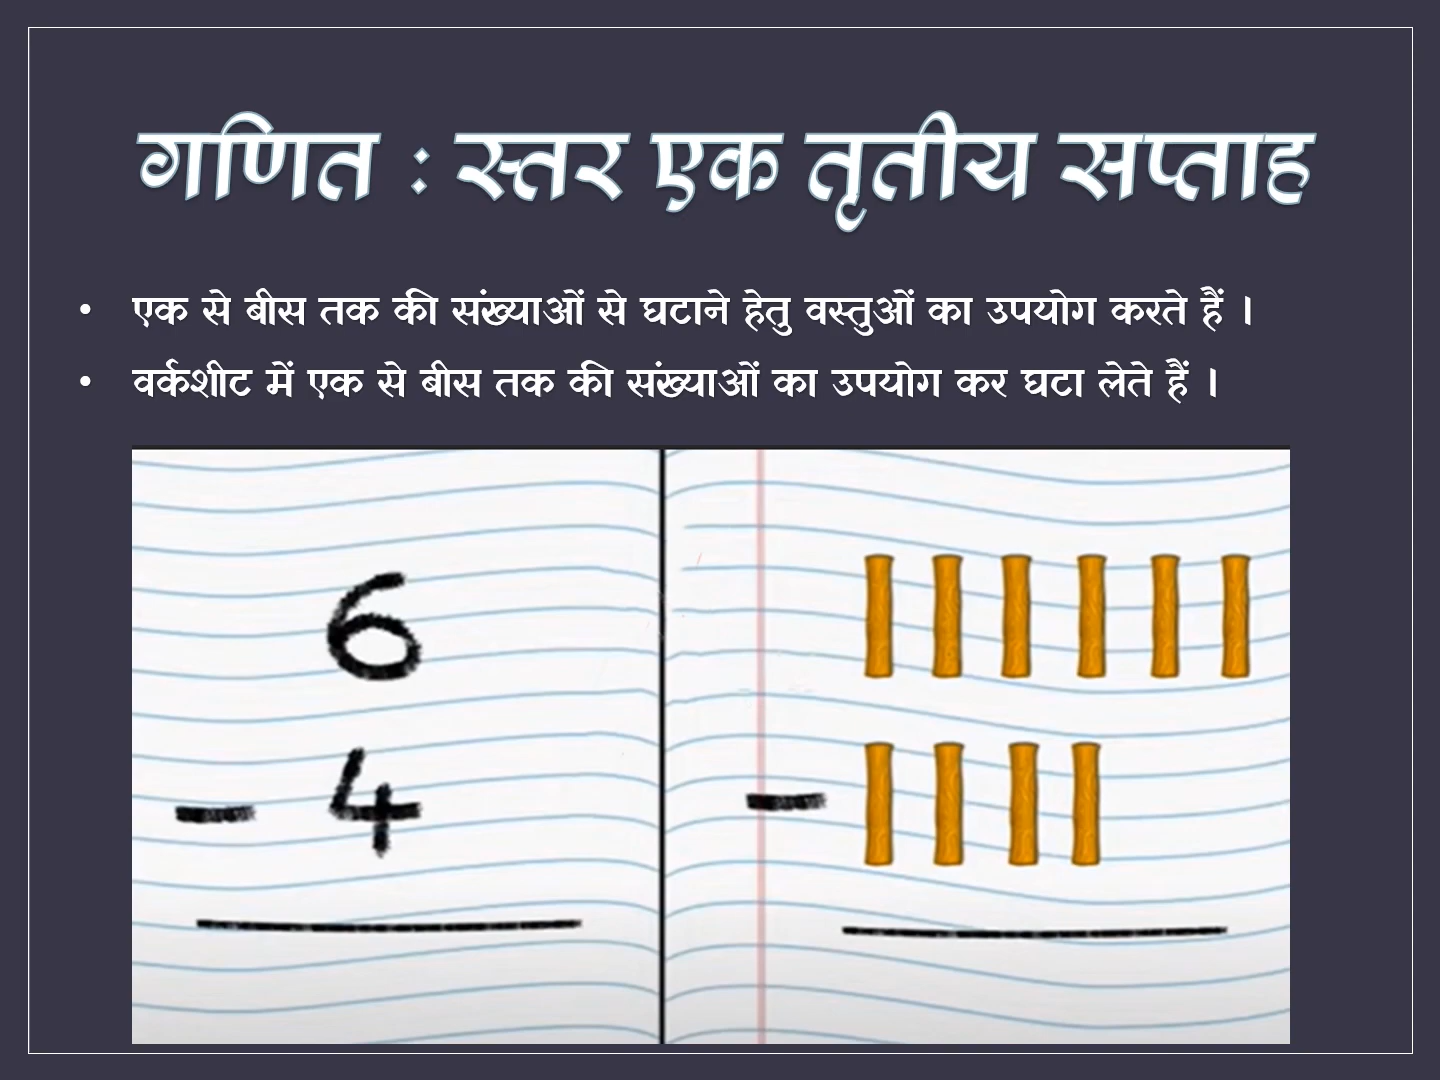 गणित : स्तर एक तृतीय सप्ताह
• एक से बीस तक की संख्याओं से घटाने हेतु वस्तुओं का उपयोग करते हैं ।
• वर्कशीट में एक से बीस तक की संख्याओं का उपयोग कर घटा लेते हैं ।
6
- 4
-